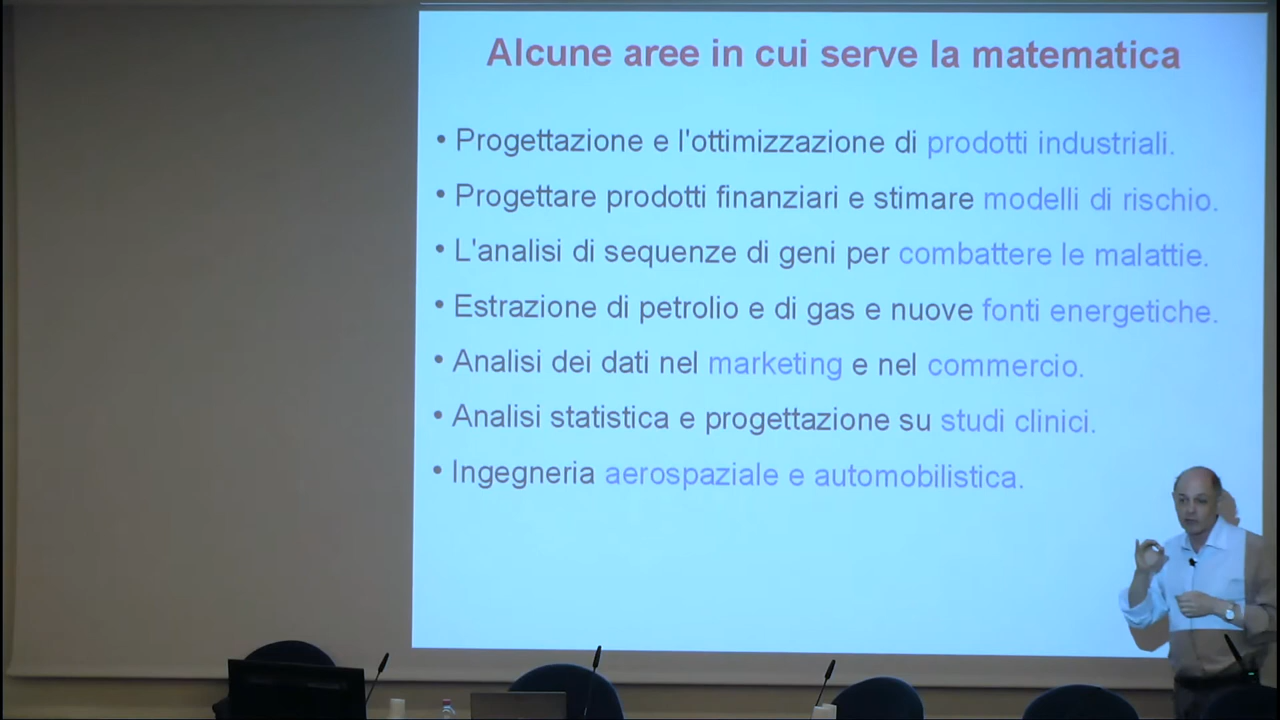 Alcune aree in cui serve la matematica
• Progettazione e l'ottimizzazione di prodotti industriali.
• Progettare prodotti finanziari e stimare modelli di rischio.
• L'analisi di sequenze di geni per combattere le malattie.
• Estrazione di petrolio e di gas e nuove fonti energetiche.
• Analisi dei dati nel marketing e nel commercio.
• Analisi statistica e progettazione su studi clinici.
• Ingegneria aerospaziale e automobilistica.